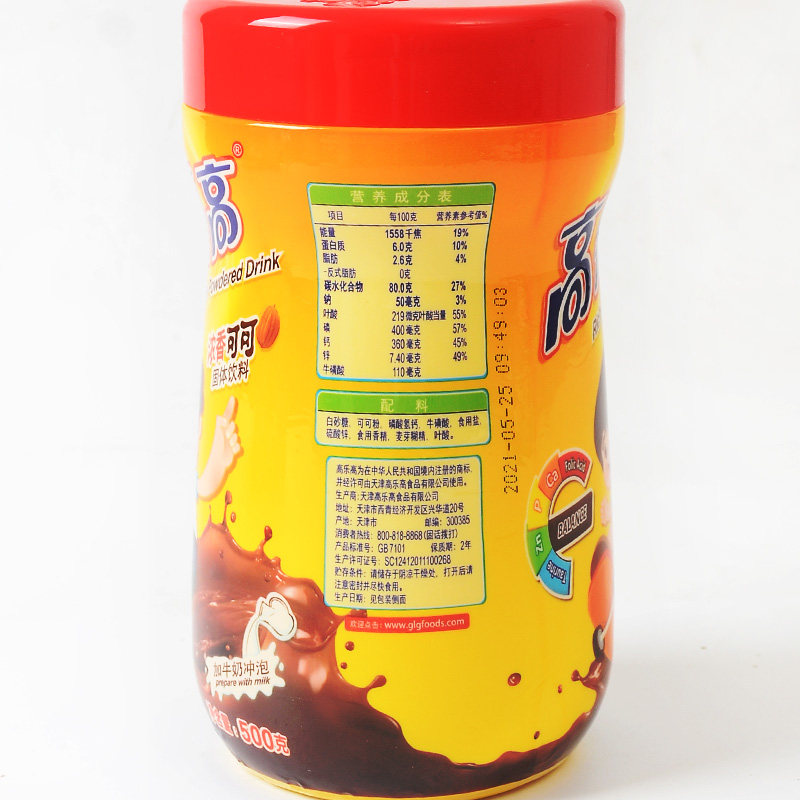 高®
Powdered Drink
浓香可可
固体饮料
营养成分表
项目 每100克 营养素参考值%
能量 1558千焦 19%
蛋白质 6.0克 10%
脂肪 2.6克 4%
-反式脂肪 0克
碳水化合物 80.0克 27%
钠 50毫克 3%
叶酸 219微克叶酸当量 55%
磷 400毫克 57%
钙 360毫克 45%
锌 7.40毫克 49%
牛磺酸 110毫克
配料
白砂糖，可可粉，磷酸氢钙，牛磺酸，食用盐，
硫酸锌，食用香精，麦芽糊精，叶酸。
高乐高为在中华人民共和国境内注册的商标，
并经许可由天津高乐高食品有限公司使用。
生产商：天津高乐高食品有限公司
地址：天津市西青经济开发区兴华道20号
产地：天津市 邮编：300385
消费者热线：800-818-8868(固话拨打)
产品标准号：GB7101 保质期：2年
生产许可证号：SC12412011100268
贮存条件：请储存于阴凉干燥处，打开后请
注意密封并尽快食用。
生产日期：见包装侧面
欢迎点击：www.glgfoods.com
2021-05-25 09:49:03
高
Folic Acid
Ca
P
Zn
Taurine
BALANCE
加牛奶冲泡
prepare with milk
含量：500克